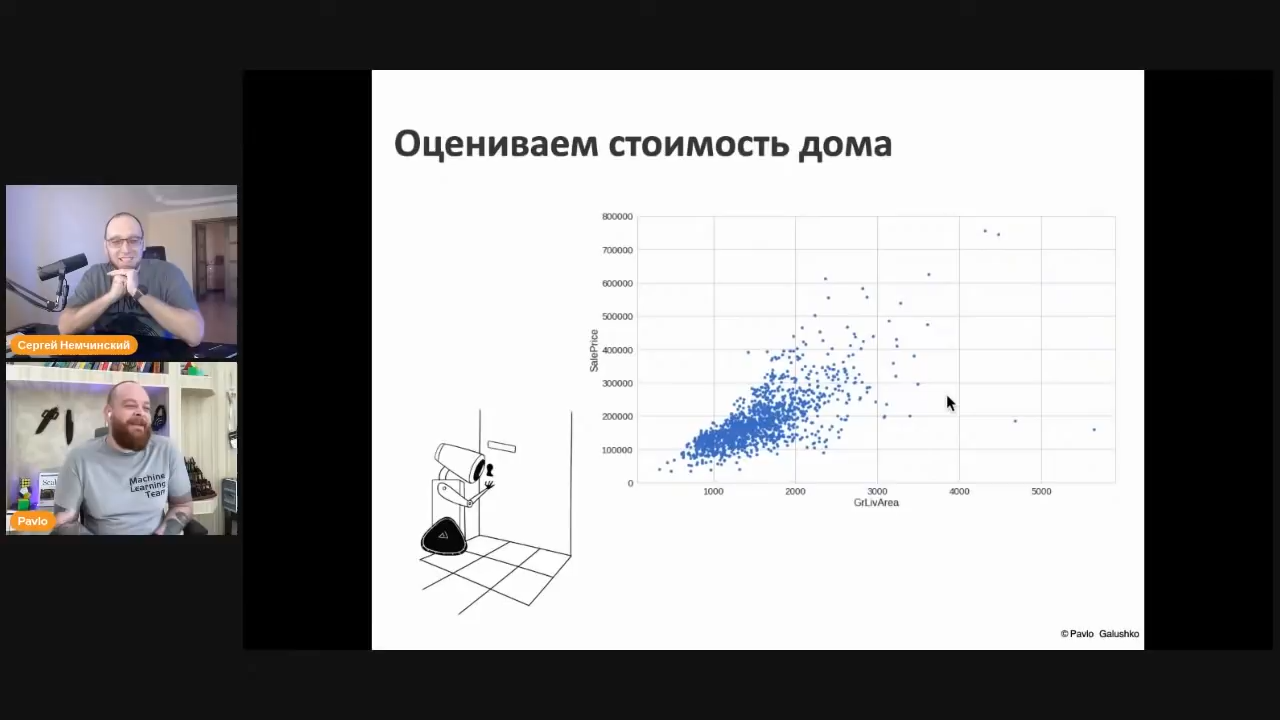 Оцениваем стоимость дома
Сергей Немчинский
Machine
Learning
Team
Pavlo
800000
700000
600000
500000
400000
300000
200000
100000
0
SalePrice
1000 2000 3000 4000 5000
GrLivArea
© Pavlo Galushko